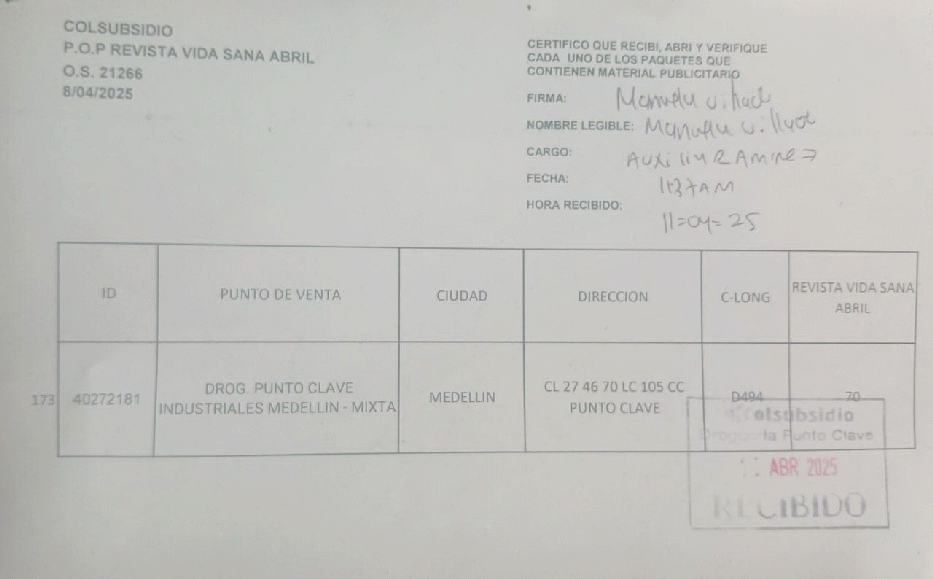 COLSUBSIDIO
P.O.P REVISTA VIDA SANA ABRIL
O.S. 21266
8/04/2025
CERTIFICO QUE RECIBI, ABRI Y VERIFIQUE
CADA UNO DE LOS PAQUETES QUE
CONTIENEN MATERIAL PUBLICITARIO
FIRMA:
NOMBRE LEGIBLE:
CARGO:
FECHA:
HORA RECIBIDO:
11=04=25
ID PUNTO DE VENTA CIUDAD DIRECCION C-LONG REVISTA VIDA SANA
ABRIL
173 40272181 DROG. PUNTO CLAVE
INDUSTRIALES MEDELLIN - MIXTA MEDELLIN CL 27 46 70 LC 105 CC
PUNTO CLAVE D494 70
Colsubsidio
Punto Clave
ABR 2025
RECIBIDO